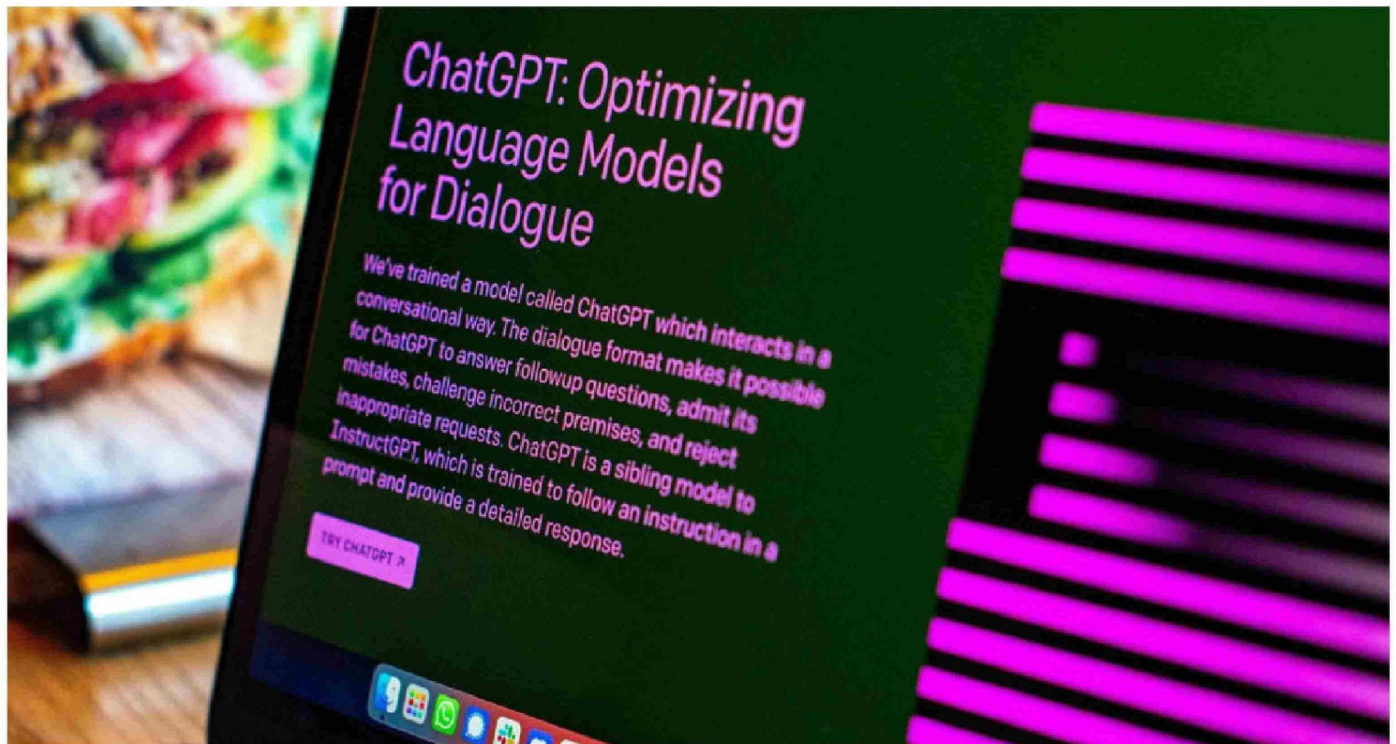 ChatGPT: Optimizing
Language Models
for Dialogue
We've trained a model called ChatGPT which interacts in a
conversational way. The dialogue format makes it possible
for ChatGPT to answer followup questions, admit its
mistakes, challenge incorrect premises, and reject
inappropriate requests. ChatGPT is a sibling model to
InstructGPT, which is trained to follow an instruction in a
prompt and provide a detailed response.
TRY CHATGPT ↗